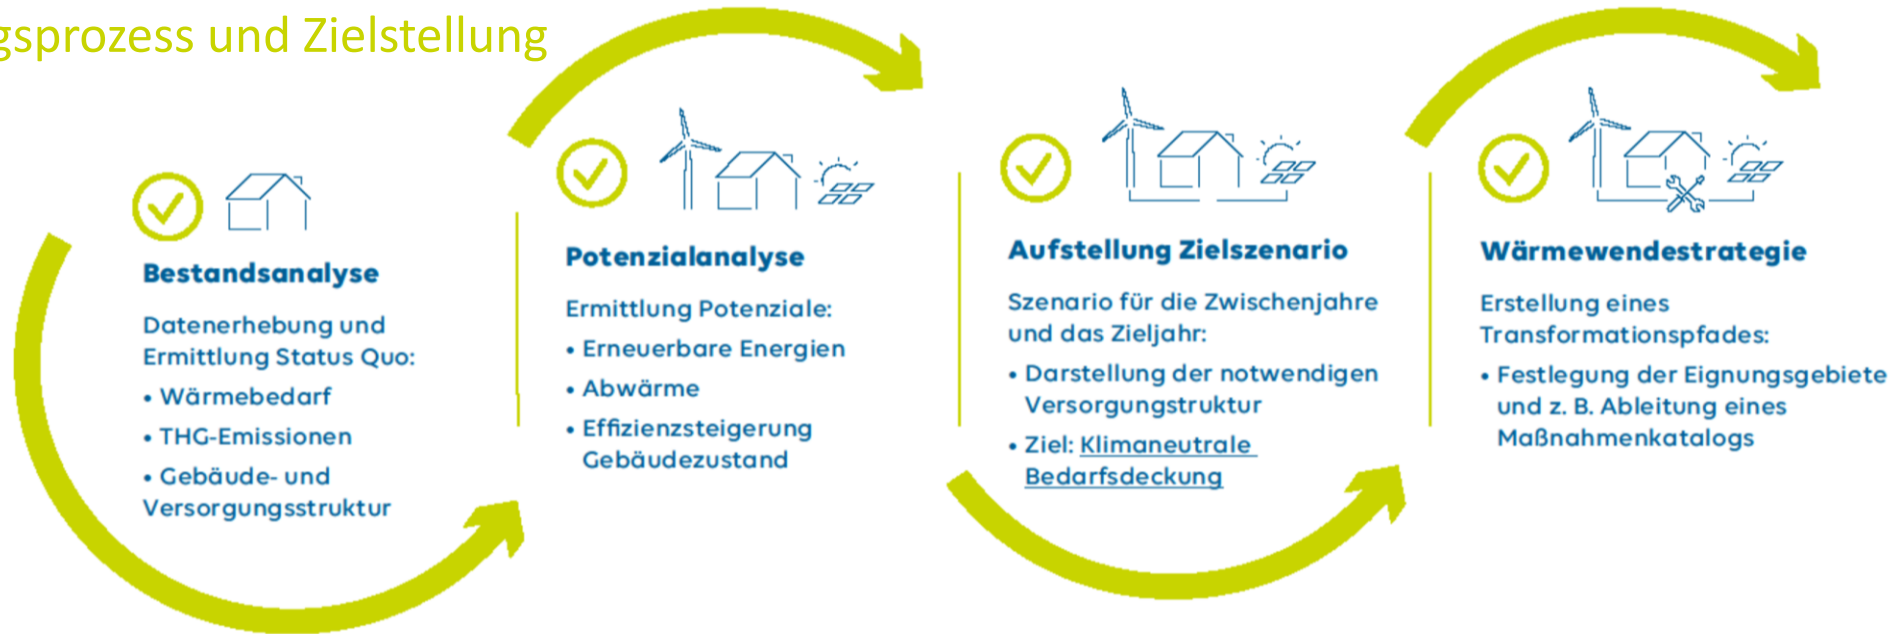 gsprozess und Zielstellung
Bestandsanalyse
Datenerhebung und
Ermittlung Status Quo:
• Wärmebedarf
• THG-Emissionen
• Gebäude- und
Versorgungsstruktur
Potenzialanalyse
Ermittlung Potenziale:
• Erneuerbare Energien
• Abwärme
• Effizienzsteigerung
Gebäudezustand
Aufstellung Zielszenario
Szenario für die Zwischenjahre
und das Zieljahr:
• Darstellung der notwendigen
Versorgungstruktur
• Ziel: Klimaneutrale
Bedarfsdeckung
Wärmewendestrategie
Erstellung eines
Transformationspfades:
• Festlegung der Eignungsgebiete
und z. B. Ableitung eines
Maßnahmenkatalogs